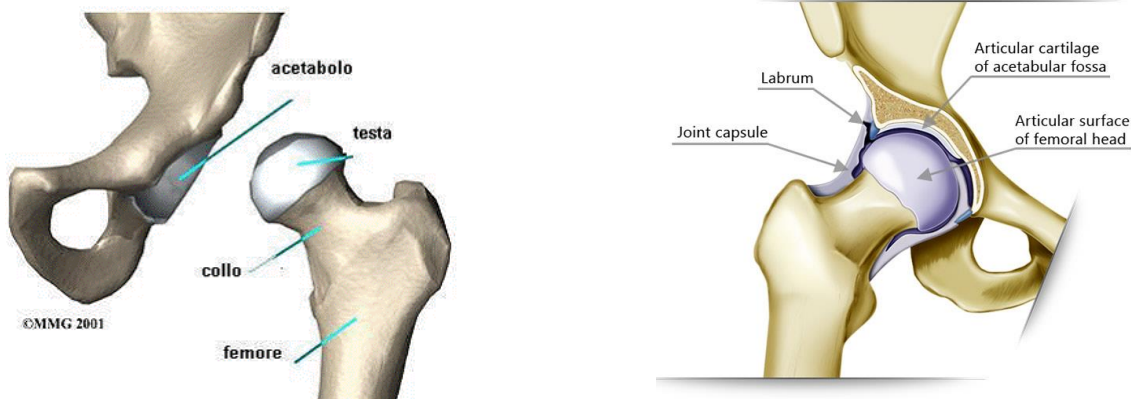 acetabolo
testa
collo
©MMG 2001
femore
Articular cartilage
of acetabular fossa
Labrum
Articular surface
of femoral head
Joint capsule